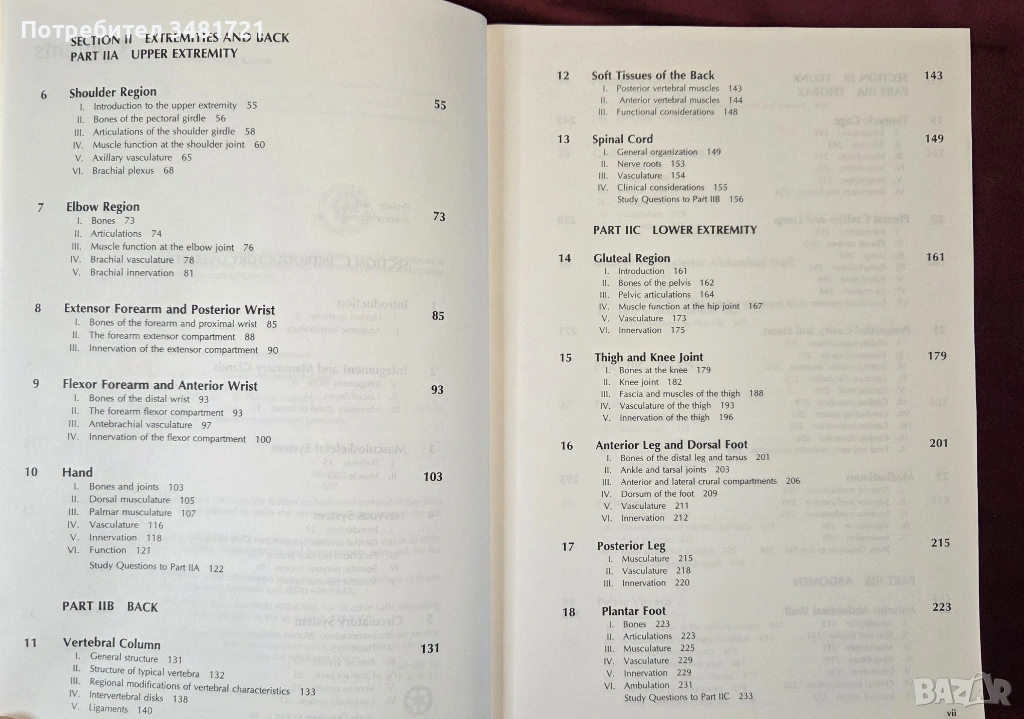 Потребител 3481721
SECTION II EXTREMITIES AND BACK
PART IIA UPPER EXTREMITY
6 Shoulder Region 55
I. Introduction to the upper extremity 55
II. Bones of the pectoral girdle 56
III. Articulations of the shoulder girdle 58
IV. Muscle function at the shoulder joint 60
V. Axillary vasculature 65
VI. Brachial plexus 68
7 Elbow Region 73
I. Bones 73
II. Articulations 74
III. Muscle function at the elbow joint 76
IV. Brachial vasculature 78
V. Brachial innervation 81
8 Extensor Forearm and Posterior Wrist 85
I. Bones of the forearm and proximal wrist 85
II. The forearm extensor compartment 88
III. Innervation of the extensor compartment 90
9 Flexor Forearm and Anterior Wrist 93
I. Bones of the distal wrist 93
II. The forearm flexor compartment 93
III. Antebrachial vasculature 97
IV. Innervation of the flexor compartment 100
10 Hand 103
I. Bones and joints 103
II. Dorsal musculature 105
III. Palmar musculature 107
IV. Vasculature 116
V. Innervation 118
VI. Function 121
Study Questions to Part IIA 122
PART IIB BACK
11 Vertebral Column 131
I. General structure 131
II. Structure of typical vertebra 132
III. Regional modifications of vertebral characteristics 133
IV. Intervertebral disks 138
V. Ligaments 140
12 Soft Tissues of the Back 143
I. Posterior vertebral muscles 143
II. Anterior vertebral muscles 144
III. Functional considerations 148
13 Spinal Cord 149
I. General organization 149
II. Nerve roots 153
III. Vasculature 154
IV. Clinical considerations 155
Study Questions to Part IIB 156
PART IIC LOWER EXTREMITY
14 Gluteal Region 161
I. Introduction 161
II. Bones of the pelvis 162
III. Pelvic articulations 164
IV. Muscle function at the hip joint 167
V. Vasculature 173
VI. Innervation 175
15 Thigh and Knee Joint 179
I. Bones at the knee 179
II. Knee joint 182
III. Fascia and muscles of the thigh 188
IV. Vasculature of the thigh 193
V. Innervation of the thigh 196
16 Anterior Leg and Dorsal Foot 201
I. Bones of the distal leg and tarsus 201
II. Ankle and tarsal joints 203
III. Anterior and lateral crural compartments 206
IV. Dorsum of the foot 209
V. Vasculature 211
VI. Innervation 212
17 Posterior Leg 215
I. Musculature 215
II. Vasculature 218
III. Innervation 220
18 Plantar Foot 223
I. Bones 223
II. Articulations 223
III. Musculature 225
IV. Vasculature 229
V. Innervation 229
VI. Ambulation 231
Study Questions to Part IIC 233
vii
BAZAR